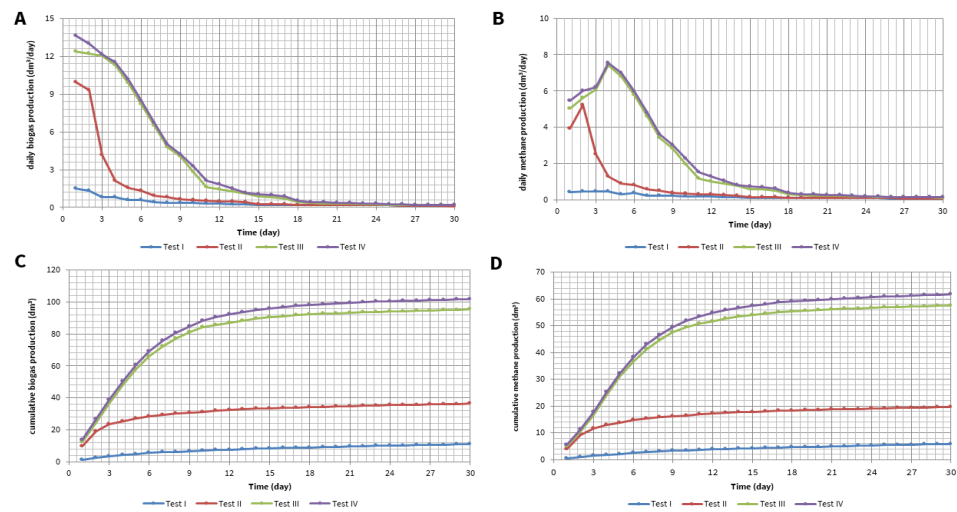 A
15
12
9
6
3
0
daily biogas production (dm³/day)
0 3 6 9 12 15 18 21 24 27 30
Time (day)
Test I Test II Test III Test IV
B
10
8
6
4
2
0
daily methane production (dm³/day)
0 3 6 9 12 15 18 21 24 27 30
Time (day)
Test I Test II Test III Test IV
C
120
100
80
60
40
20
0
cumulative biogas production (dm³)
0 3 6 9 12 15 18 21 24 27 30
Time (day)
Test I Test II Test III Test IV
D
70
60
50
40
30
20
10
0
cumulative methane production (dm³)
0 3 6 9 12 15 18 21 24 27 30
Time (day)
Test I Test II Test III Test IV